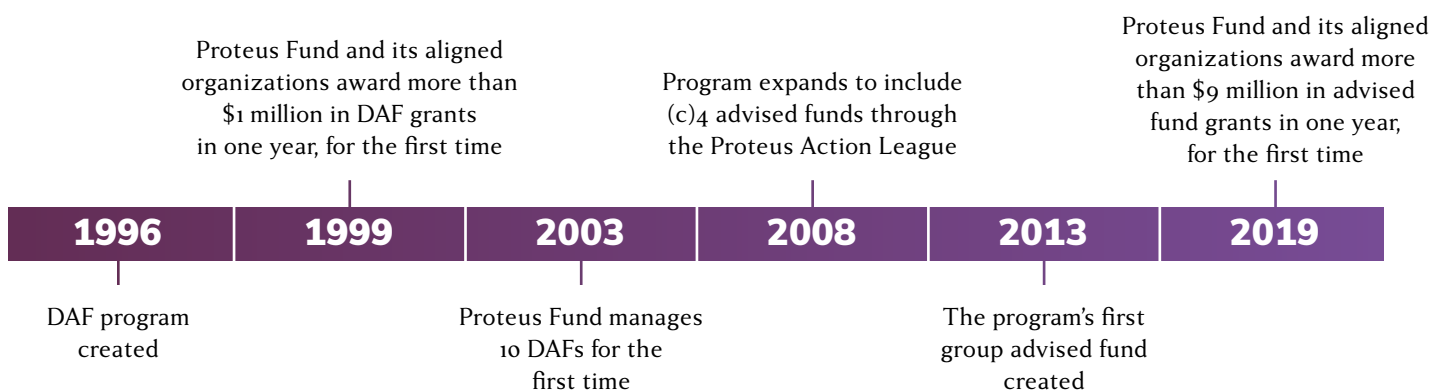 Proteus Fund and its aligned
organizations award more than
$1 million in DAF grants
in one year, for the first time
Program expands to include
(c)4 advised funds through
the Proteus Action League
Proteus Fund and its aligned
organizations award more
than $9 million in advised
fund grants in one year,
for the first time
1996
1999
2003
2008
2013
2019
DAF program
created
Proteus Fund manages
10 DAFs for the
first time
The program’s first
group advised fund
created